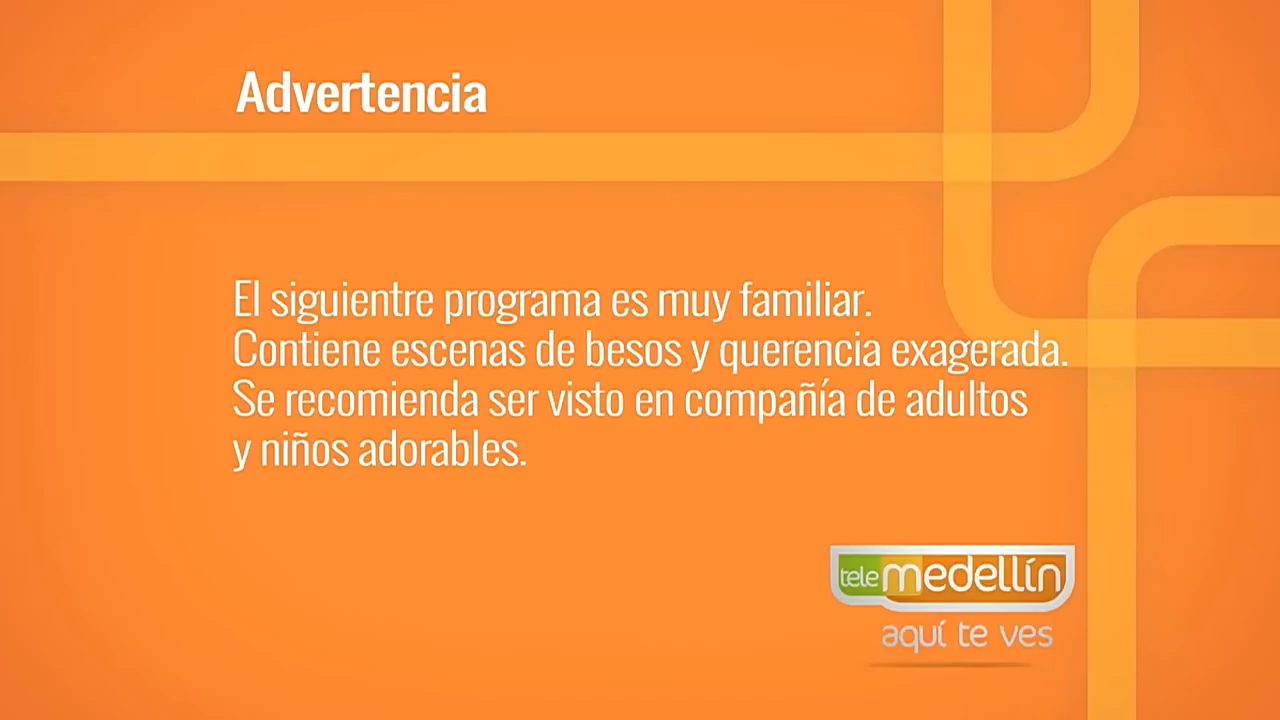 Advertencia
El siguientre programa es muy familiar.
Contiene escenas de besos y querencia exagerada.
Se recomienda ser visto en compañía de adultos
y niños adorables.
tele medellín
aquí te ves